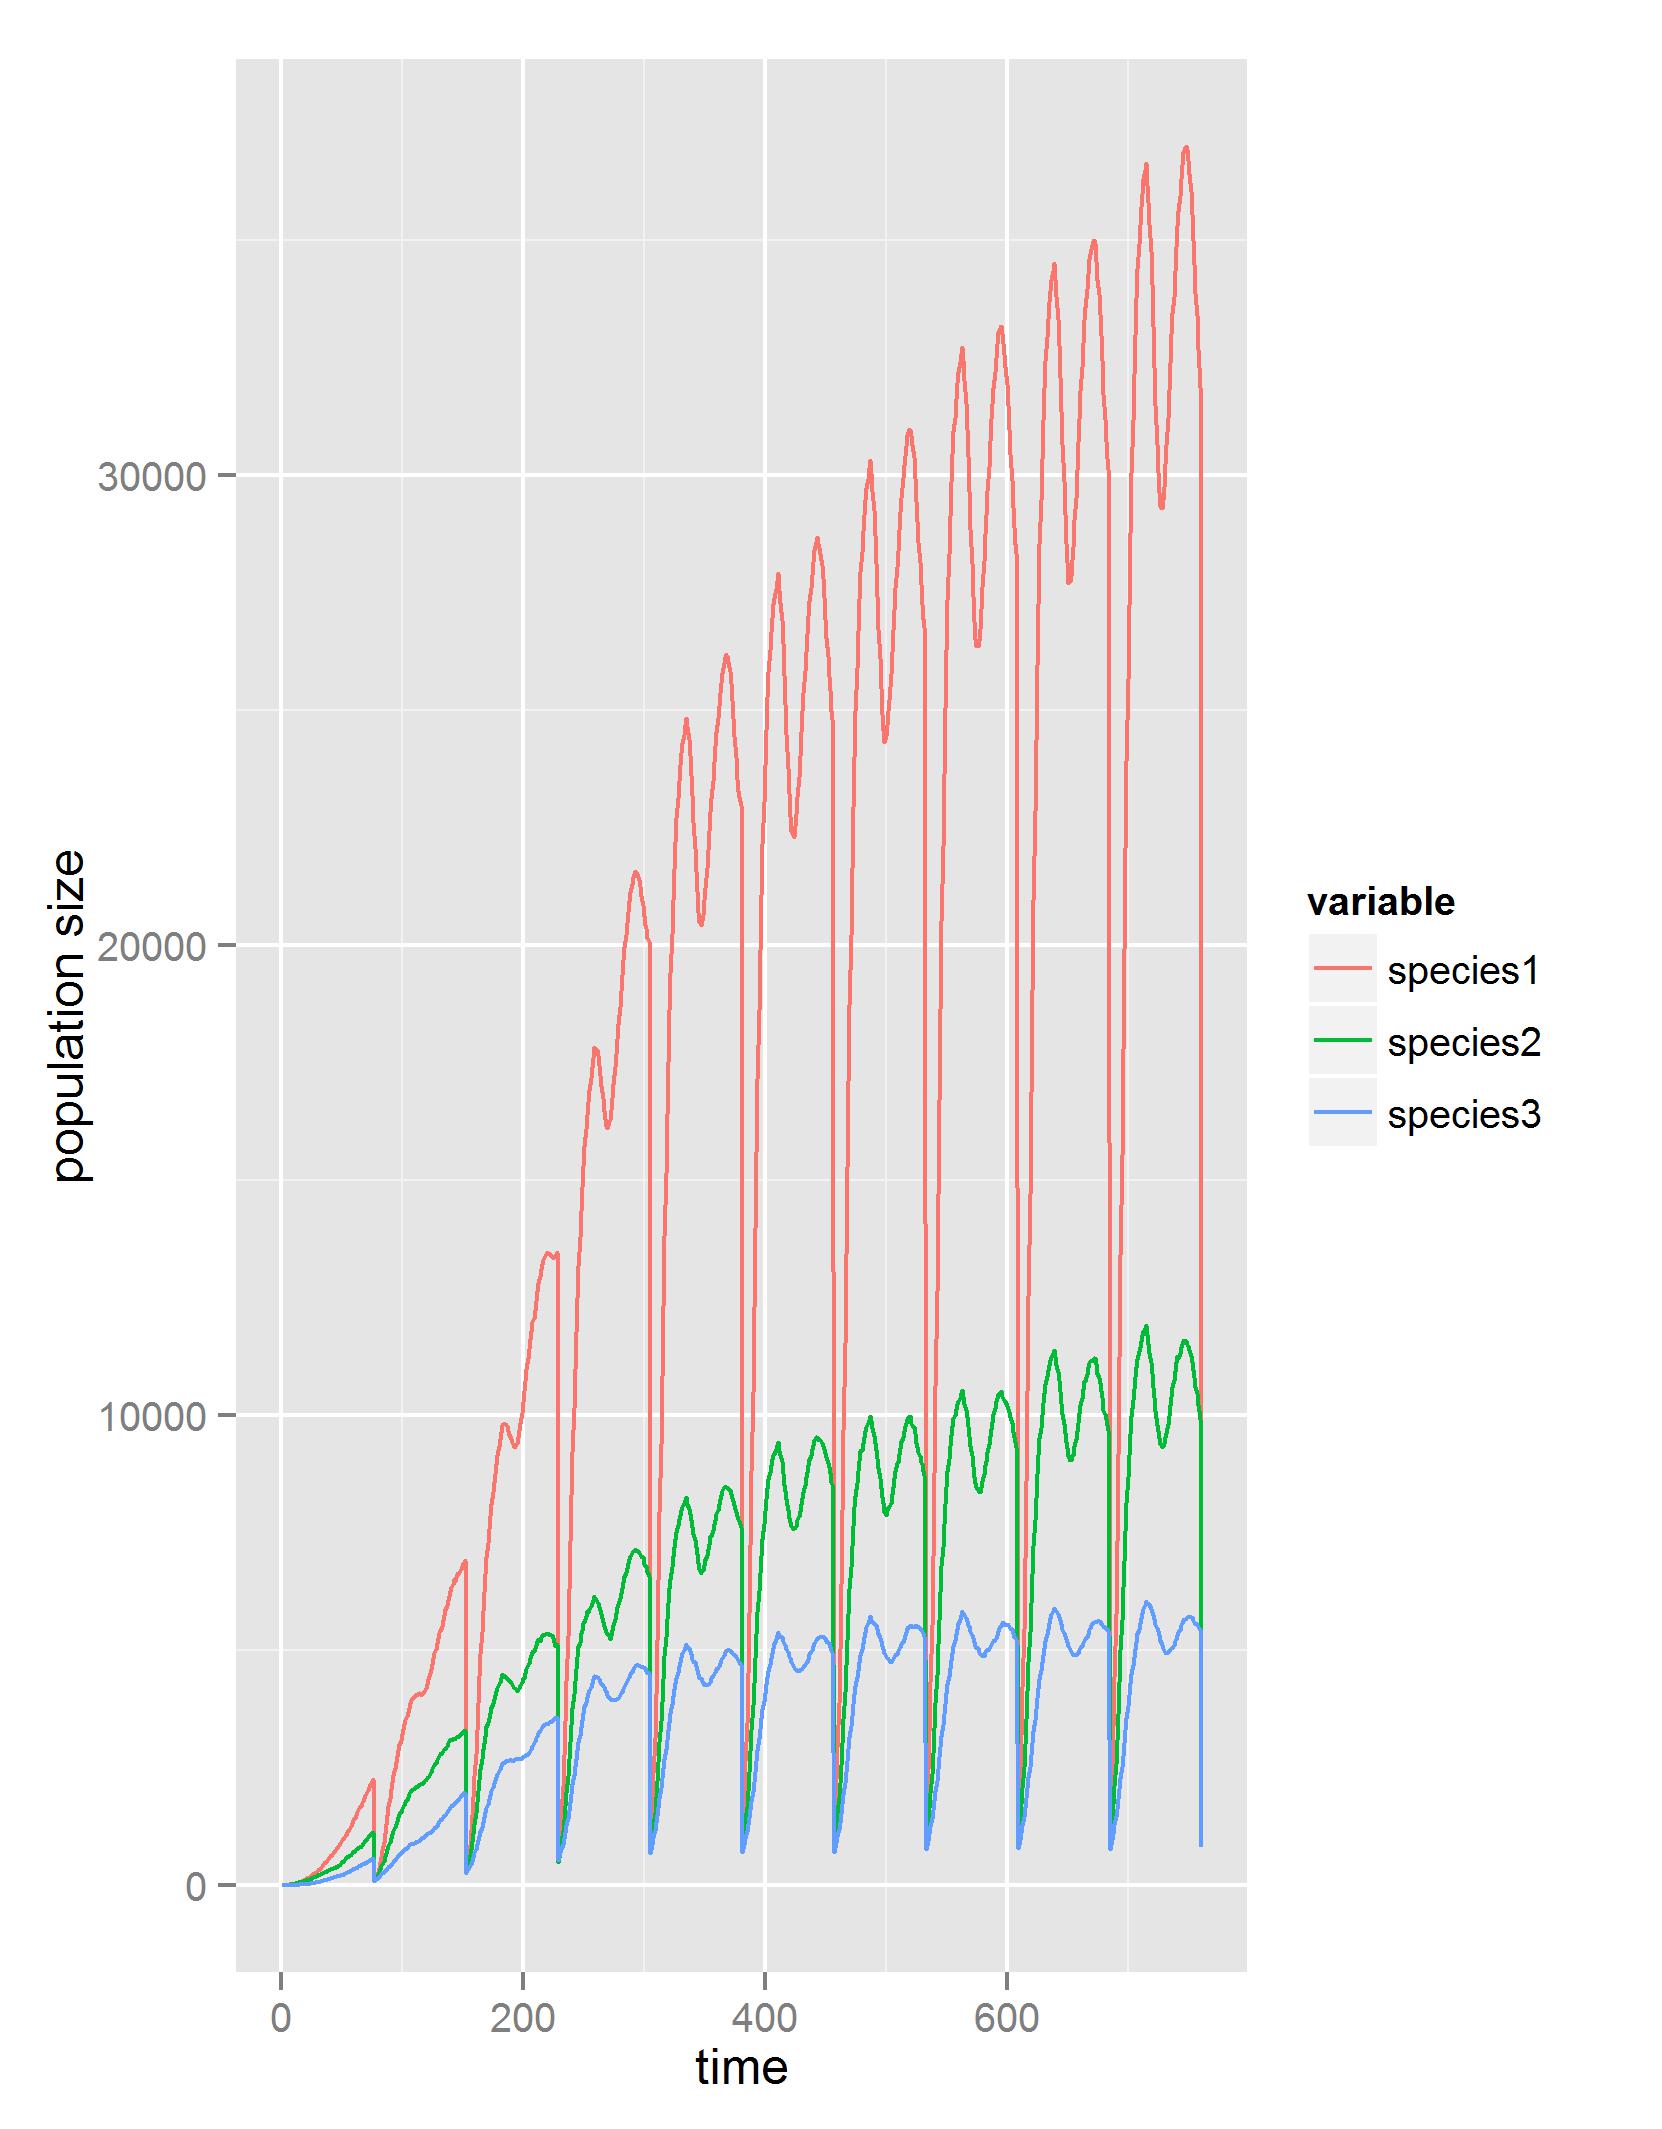 population size
30000
20000
10000
0
0 200 400 600
time
variable
species1
species2
species3